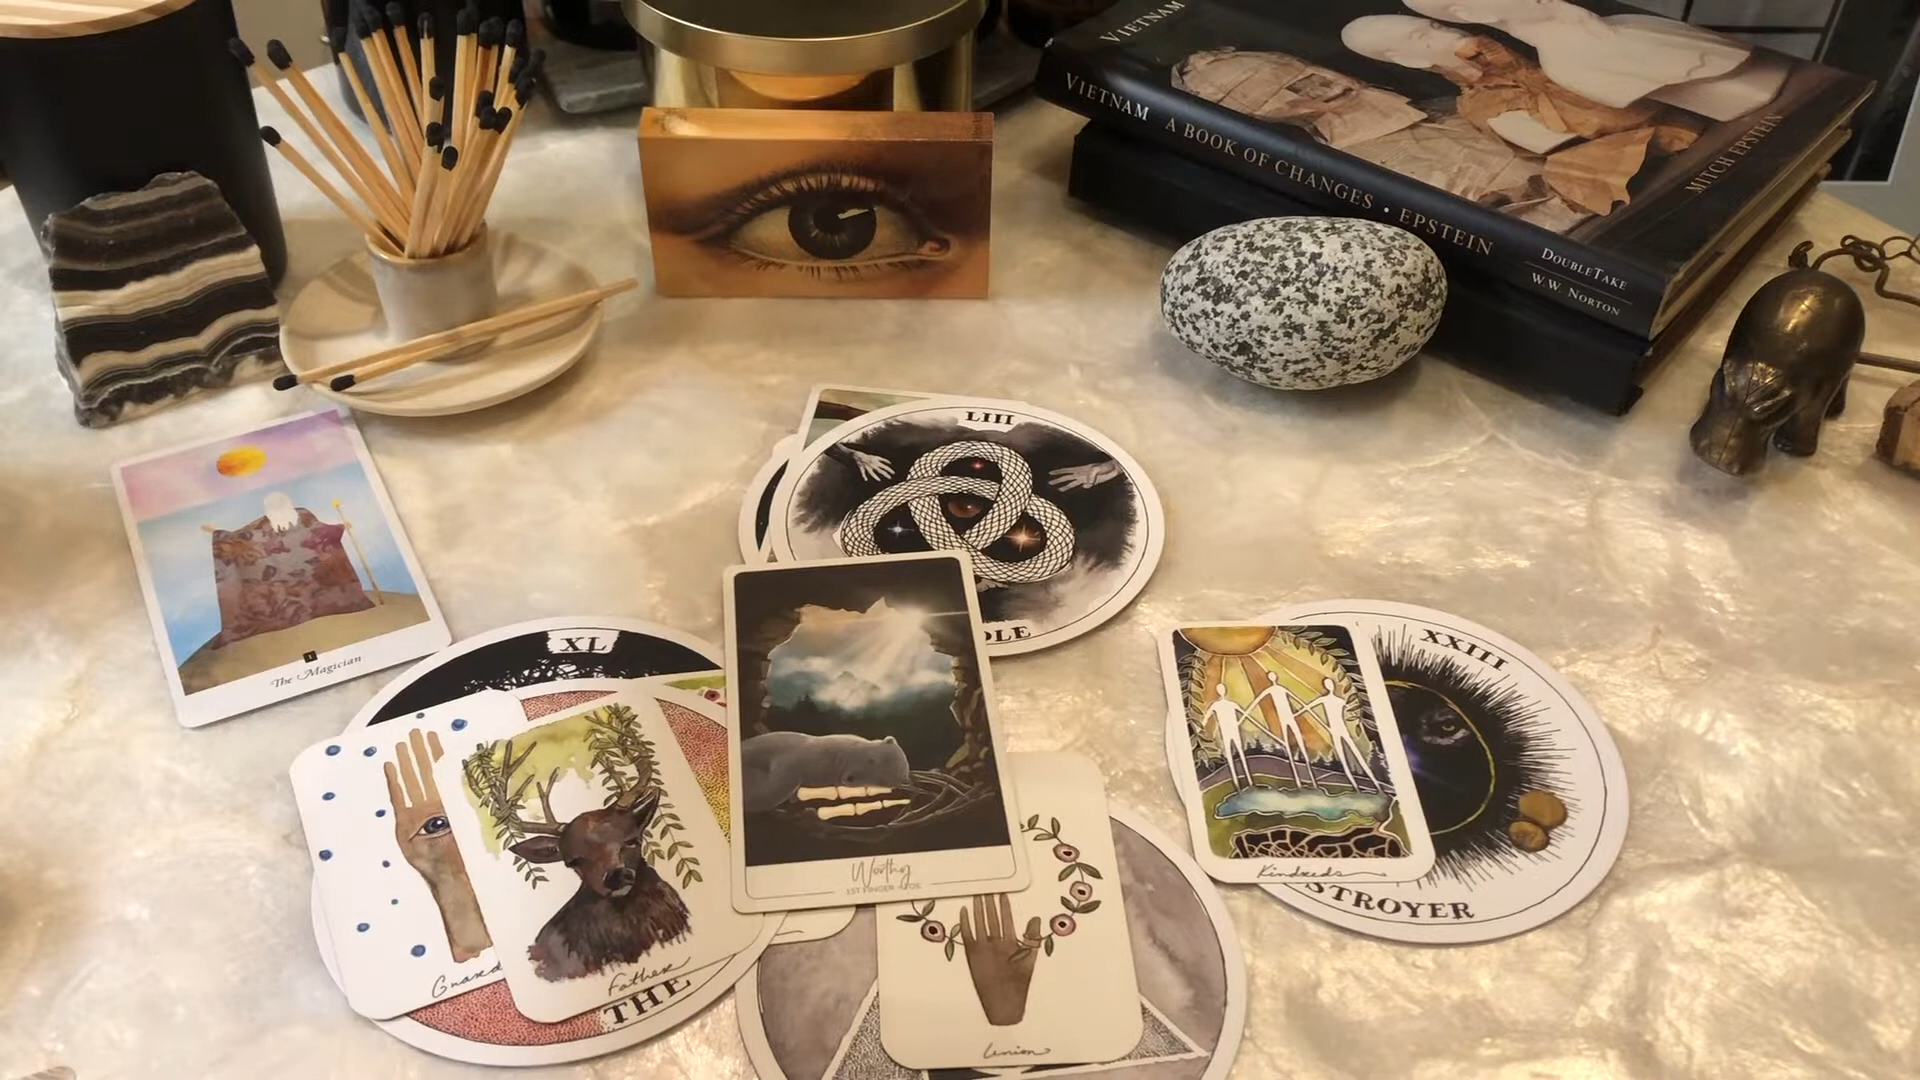 VIETNAM
VIETNAM A BOOK OF CHANGES • EPSTEIN
DOUBLETAKE
W.W. NORTON
MITCH EPSTEIN
LIII
I
The Magician
XL
XXIII
Worthy
Kindreds
STROYER
Guard
Father
THE
Union